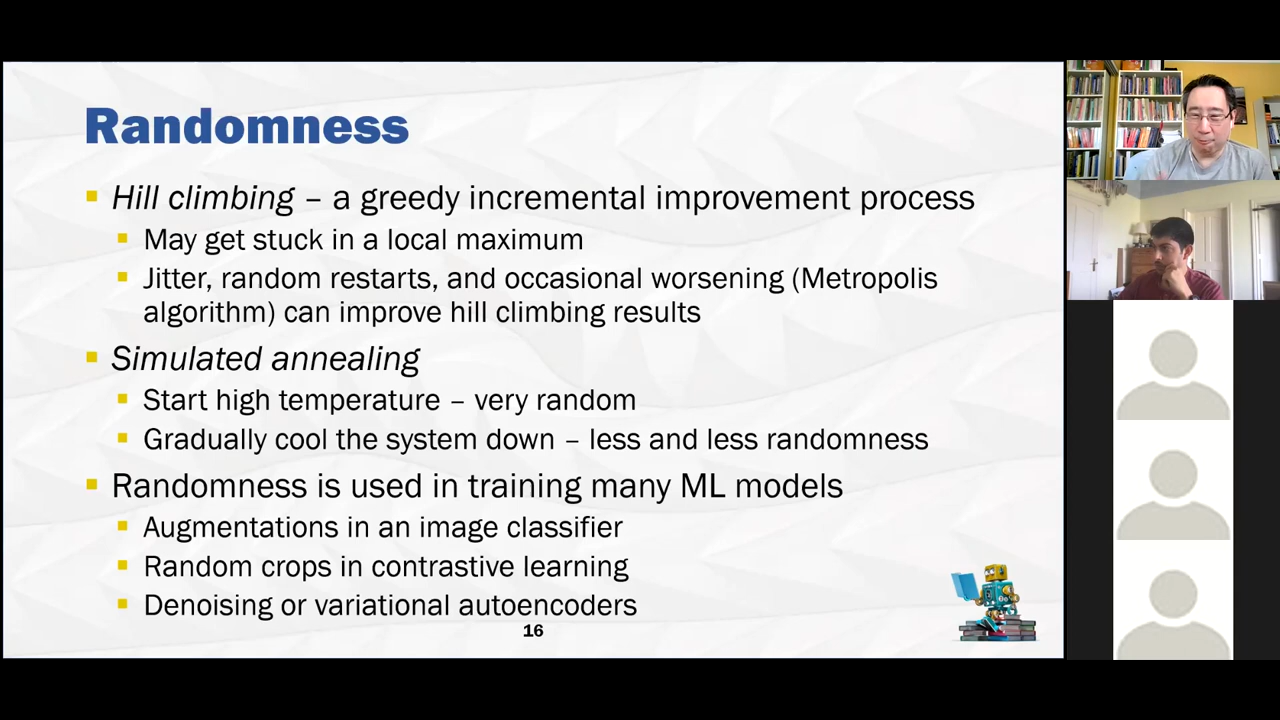 Randomness
Hill climbing – a greedy incremental improvement process
May get stuck in a local maximum
Jitter, random restarts, and occasional worsening (Metropolis
algorithm) can improve hill climbing results
Simulated annealing
Start high temperature – very random
Gradually cool the system down – less and less randomness
Randomness is used in training many ML models
Augmentations in an image classifier
Random crops in contrastive learning
Denoising or variational autoencoders
16